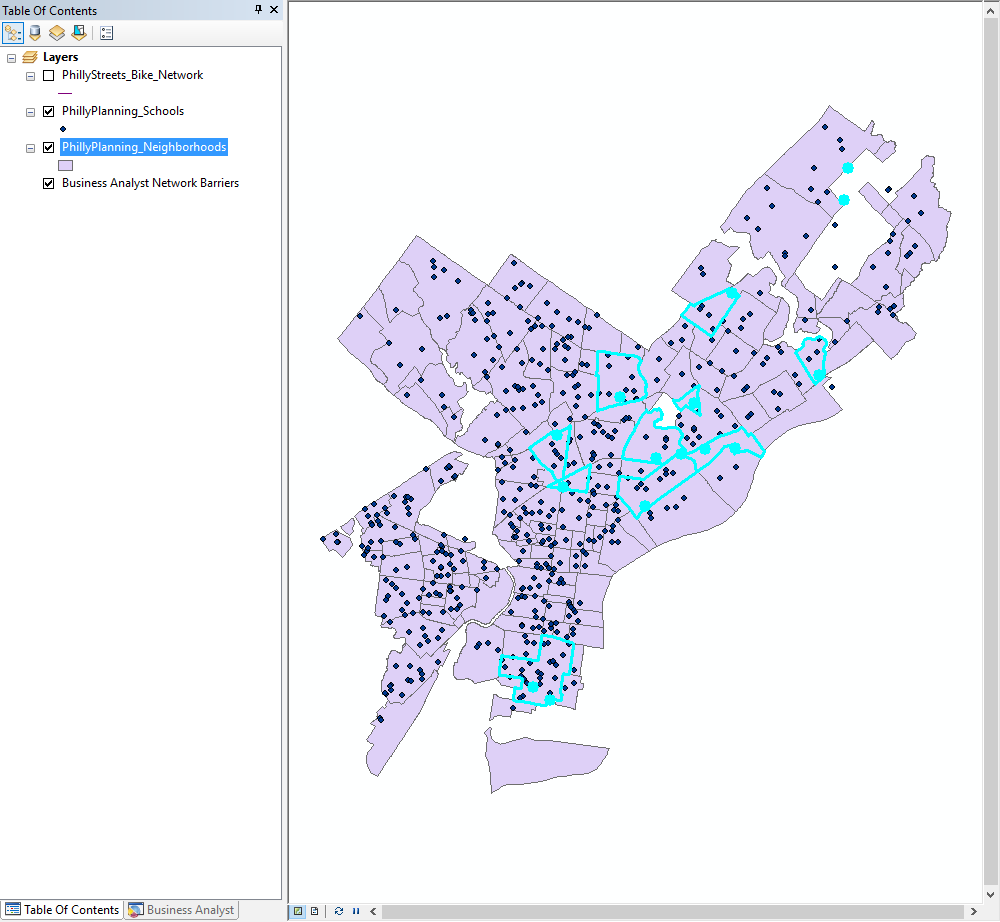 Table Of Contents
Layers
PhillyStreets_Bike_Network
PhillyPlanning_Schools
PhillyPlanning_Neighborhoods
Business Analyst Network Barriers
Table Of Contents
Business Analyst